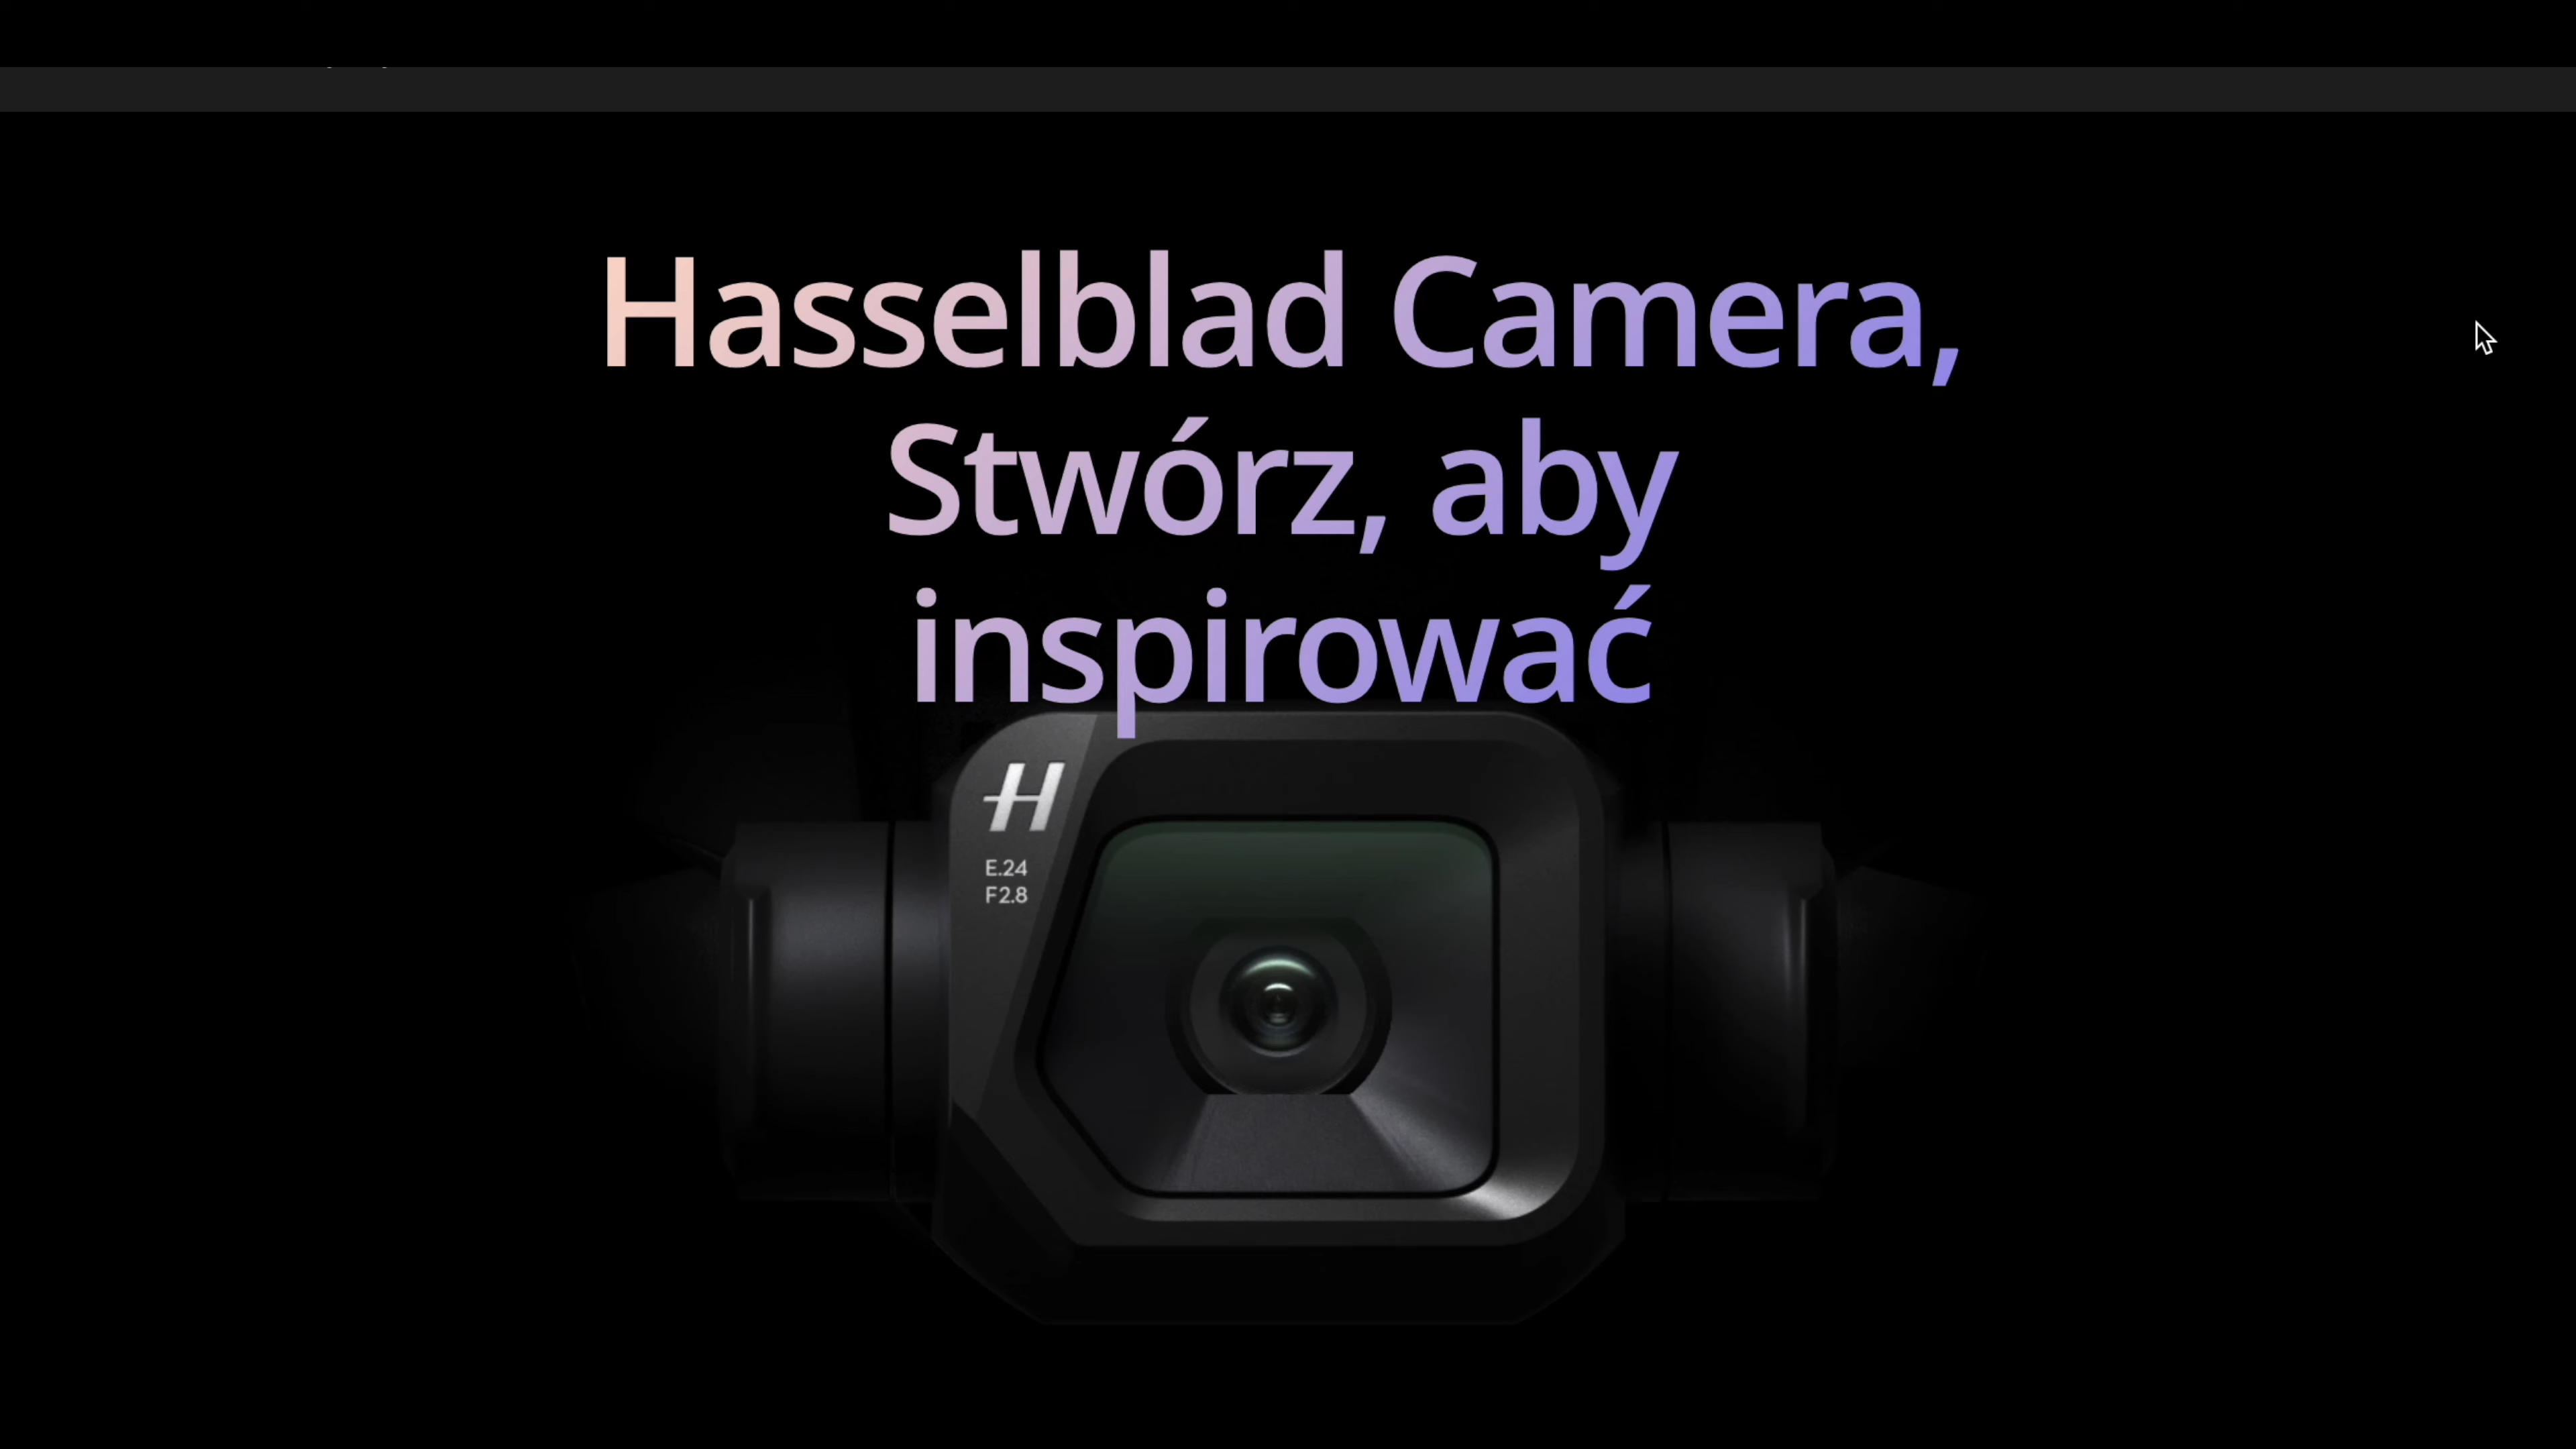 Hasselblad Camera,
Stwórz, aby
inspirować
H
E.24
F2.8